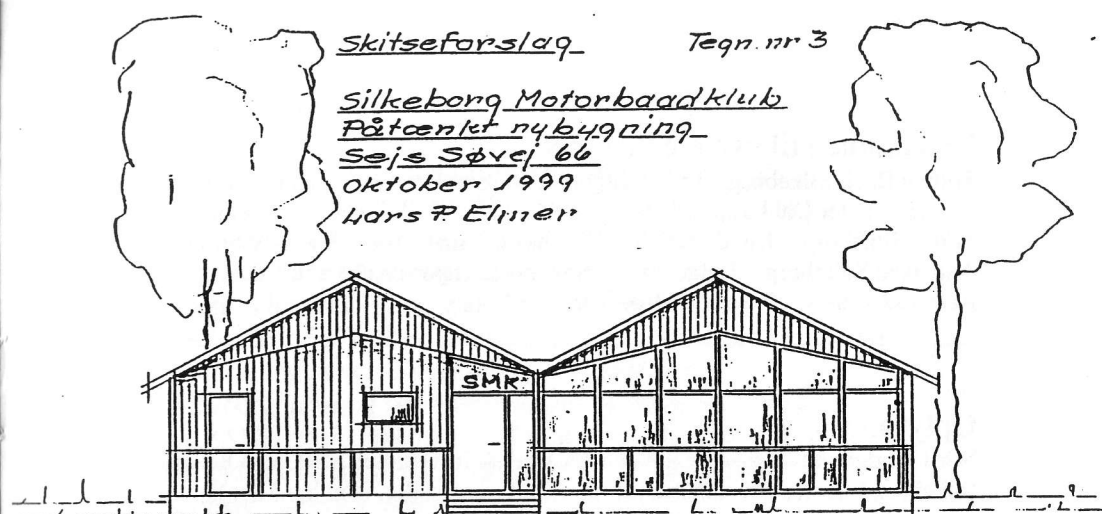 Skitseforslag Tegn. nr 3
Silkeborg Motorbaadklub
Påtænkt nybygning
Sejs Søvej 66
oktober 1999
Lars P. Elmer
SMK